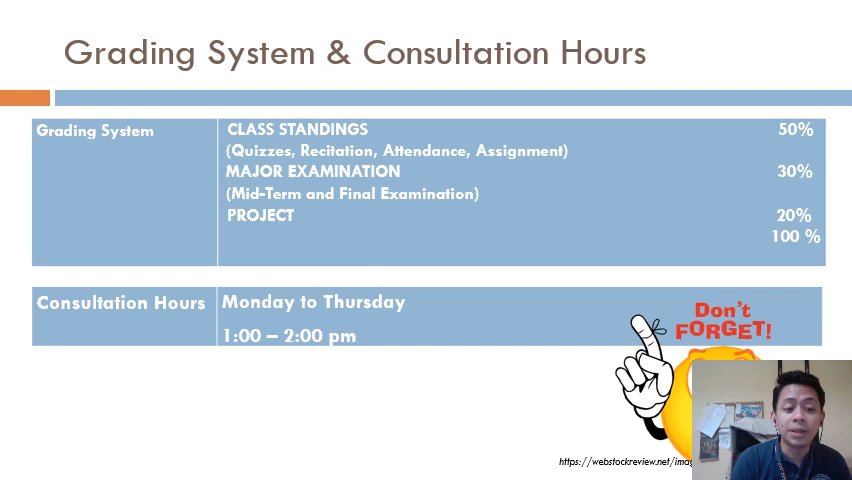 Grading System & Consultation Hours
Grading System
CLASS STANDINGS 50%
(Quizzes, Recitation, Attendance, Assignment)
MAJOR EXAMINATION 30%
(Mid-Term and Final Examination)
PROJECT 20%
100 %
Consultation Hours
Monday to Thursday
1:00 – 2:00 pm
Don't
FORGET!
https://webstockreview.net/imag